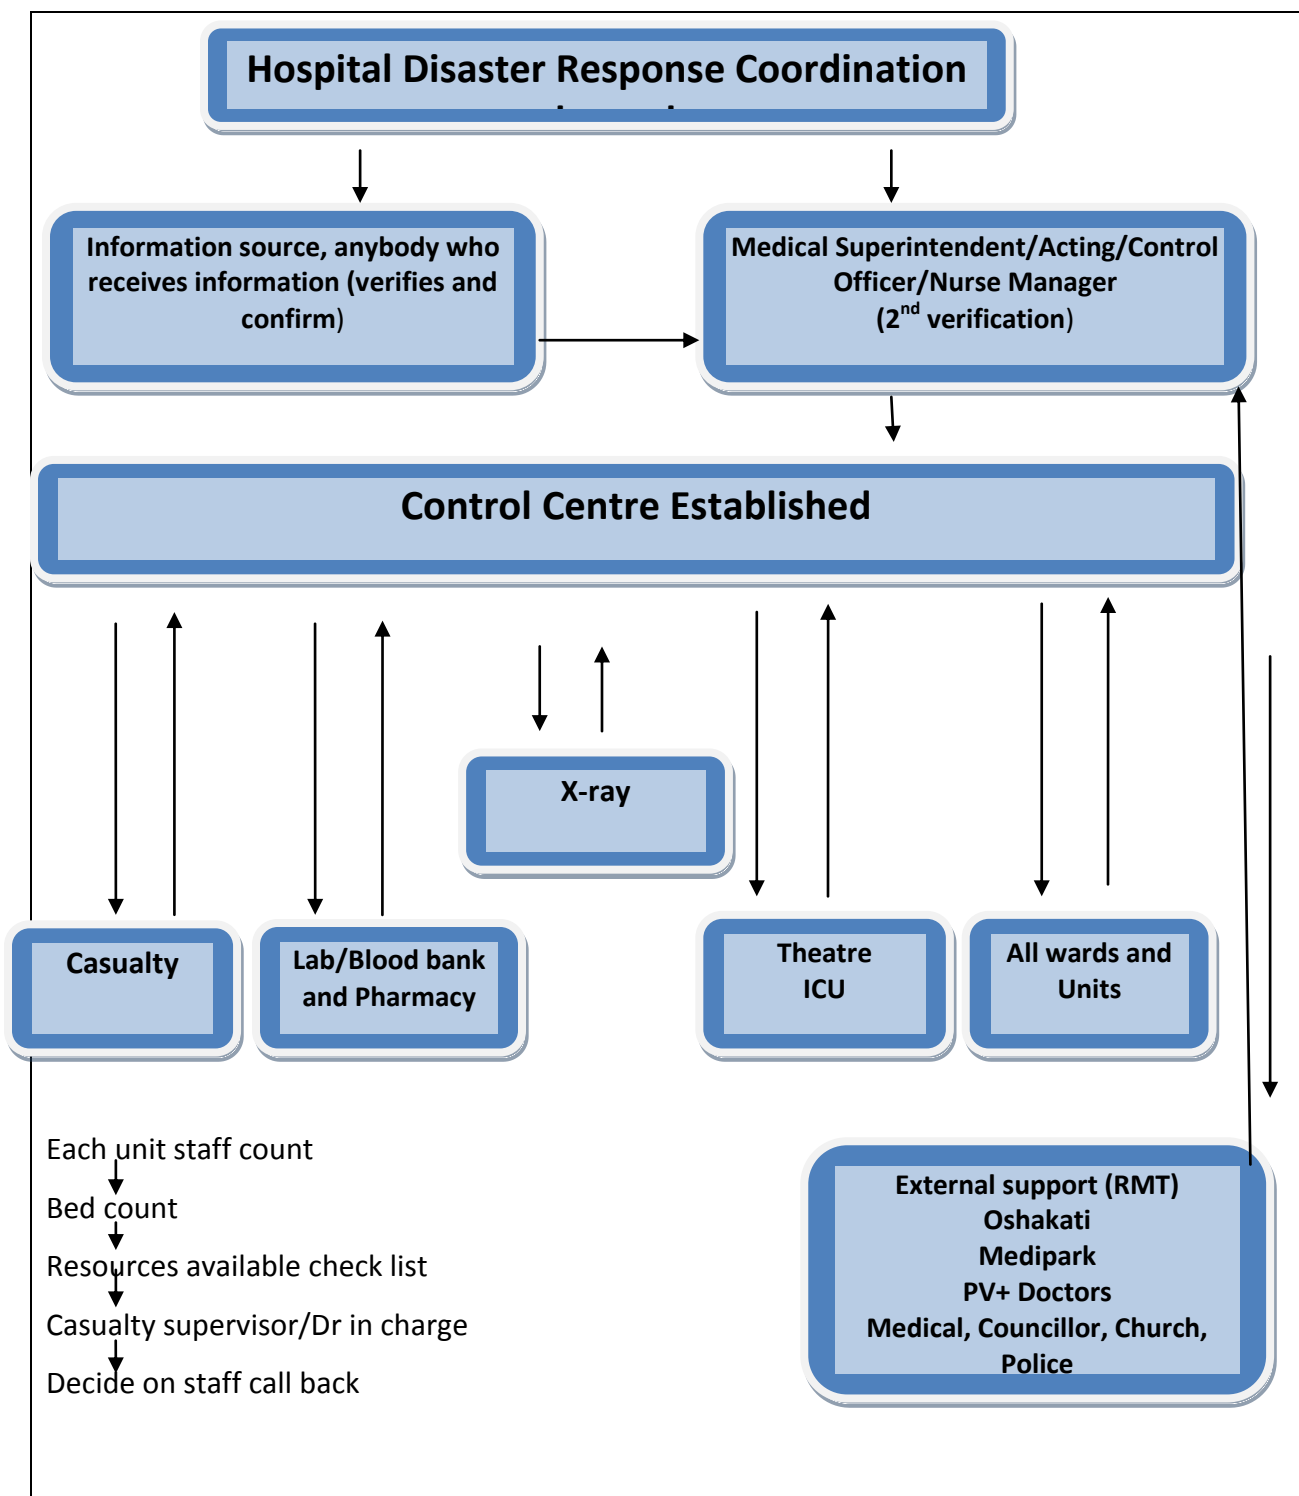 Hospital Disaster Response Coordination
Information source, anybody who
receives information (verifies and
confirm)
Medical Superintendent/Acting/Control
Officer/Nurse Manager
(2nd verification)
Control Centre Established
X-ray
Casualty
Lab/Blood bank
and Pharmacy
Theatre
ICU
All wards and
Units
Each unit staff count
Bed count
Resources available check list
Casualty supervisor/Dr in charge
Decide on staff call back
External support (RMT)
Oshakati
Medipark
PV+ Doctors
Medical, Councillor, Church,
Police